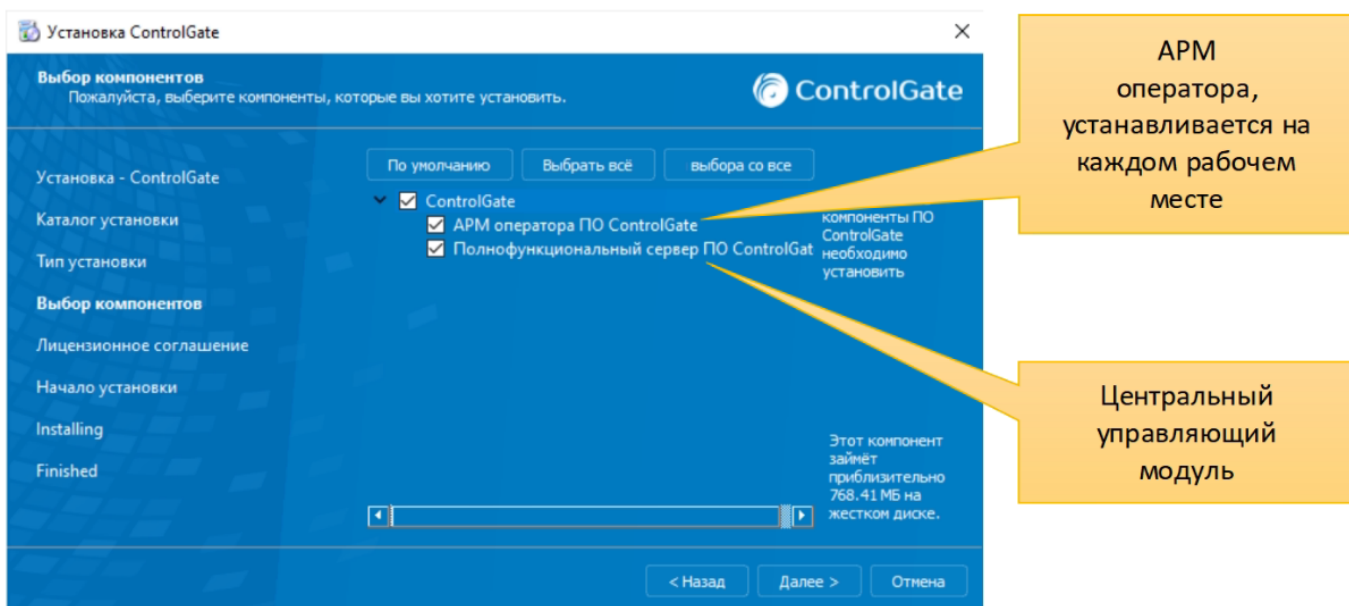 Установка ControlGate
Выбор компонентов
Пожалуйста, выберите компоненты, которые вы хотите установить.
ControlGate
Установка - ControlGate
Каталог установки
Тип установки
Выбор компонентов
Лицензионное соглашение
Начало установки
Installing
Finished
По умолчанию
Выбрать всё
выбора со все
ControlGate
АРМ оператора ПО ControlGate
Полнофункциональный сервер ПО ControlGat
компоненты ПО
ControlGate
необходимо
установить
Этот компонент
займёт
приблизительно
768.41 МБ на
жестком диске.
< Назад
Далее >
Отмена
АРМ
оператора,
устанавливается на
каждом рабочем
месте
Центральный
управляющий
модуль